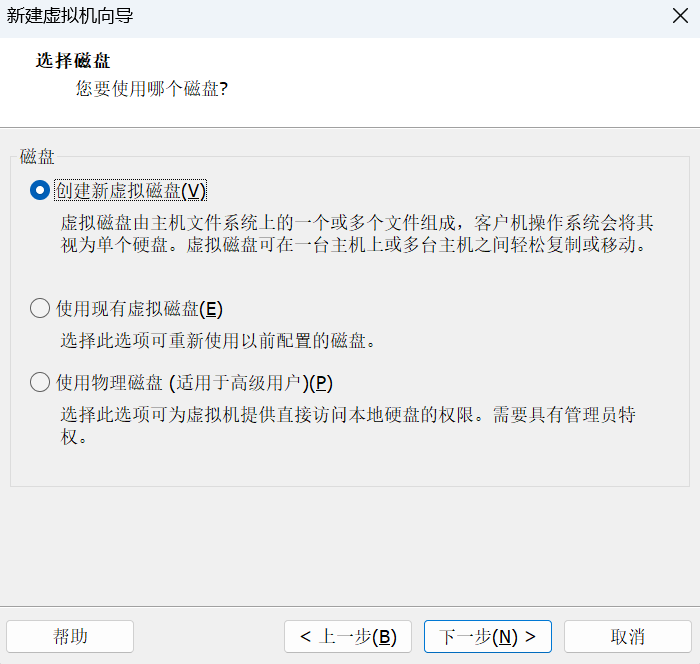 新建虚拟机向导
选择磁盘
您要使用哪个磁盘?
磁盘
创建新虚拟磁盘(V)
虚拟磁盘由主机文件系统上的一个或多个文件组成，客户机操作系统会将其
视为单个硬盘。虚拟磁盘可在一台主机上或多台主机之间轻松复制或移动。
使用现有虚拟磁盘(E)
选择此选项可重新使用以前配置的磁盘。
使用物理磁盘 (适用于高级用户)(P)
选择此选项可为虚拟机提供直接访问本地硬盘的权限。需要具有管理员特
权。
帮助
< 上一步(B)
下一步(N) >
取消